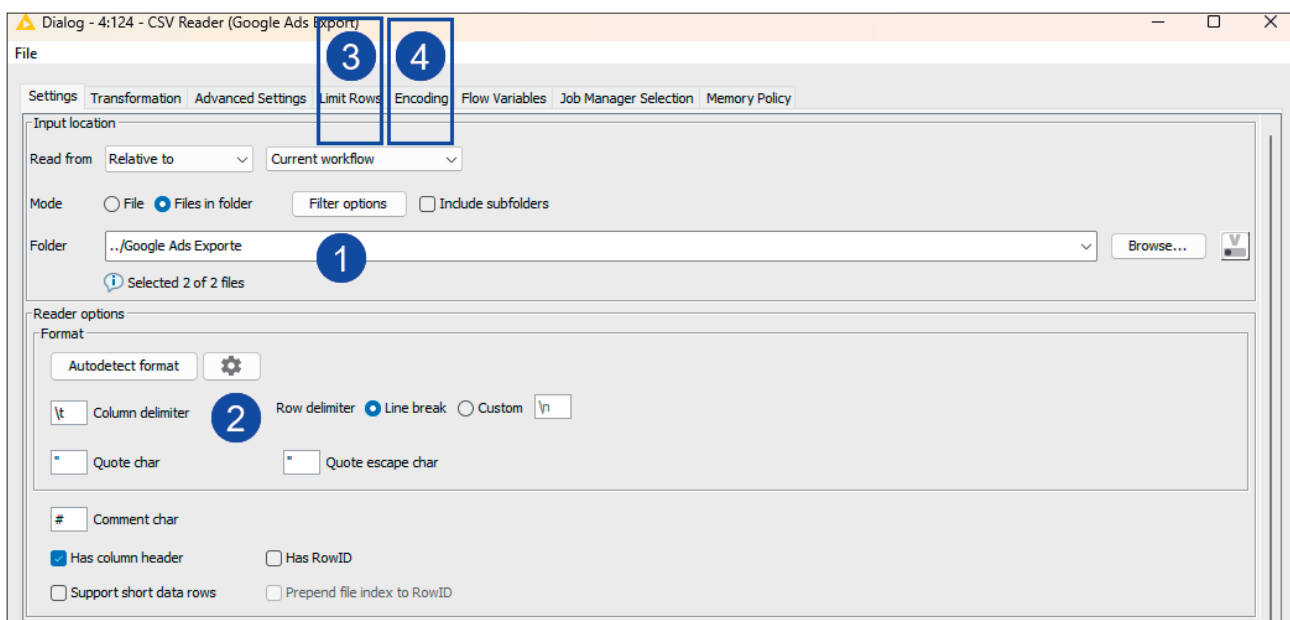 Dialog - 4:124 - CSV Reader (Google Ads Export)
File
3 4
Settings Transformation Advanced Settings Limit Rows Encoding Flow Variables Job Manager Selection Memory Policy
Input location
Read from Relative to Current workflow
Mode File Files in folder Filter options Include subfolders
Folder ../Google Ads Exporte Browse... V
1
Selected 2 of 2 files
Reader options
Format
Autodetect format
\t Column delimiter 2 Row delimiter Line break Custom \n
" Quote char " Quote escape char
# Comment char
Has column header Has RowID
Support short data rows Prepend file index to RowID